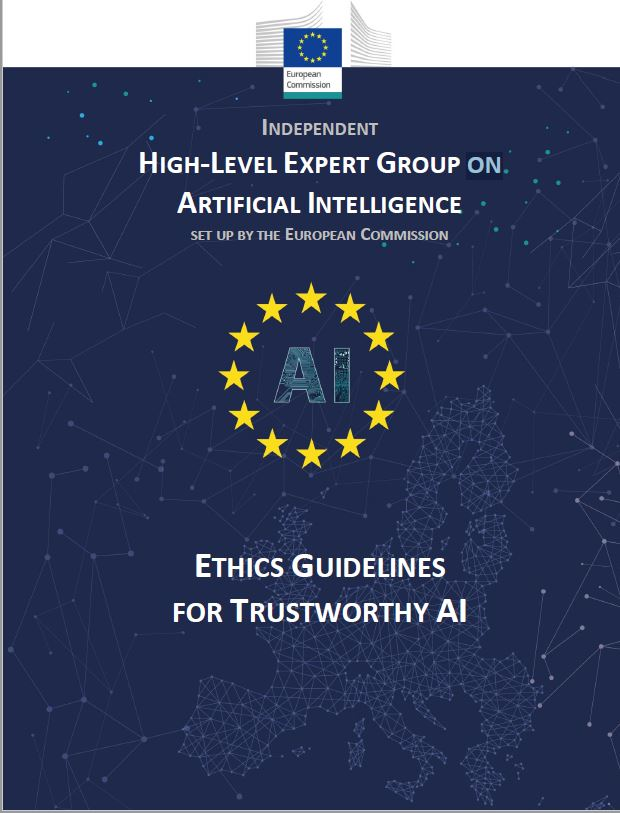 European
Commission
INDEPENDENT
HIGH-LEVEL EXPERT GROUP ON
ARTIFICIAL INTELLIGENCE
SET UP BY THE EUROPEAN COMMISSION
AI
ETHICS GUIDELINES
FOR TRUSTWORTHY AI